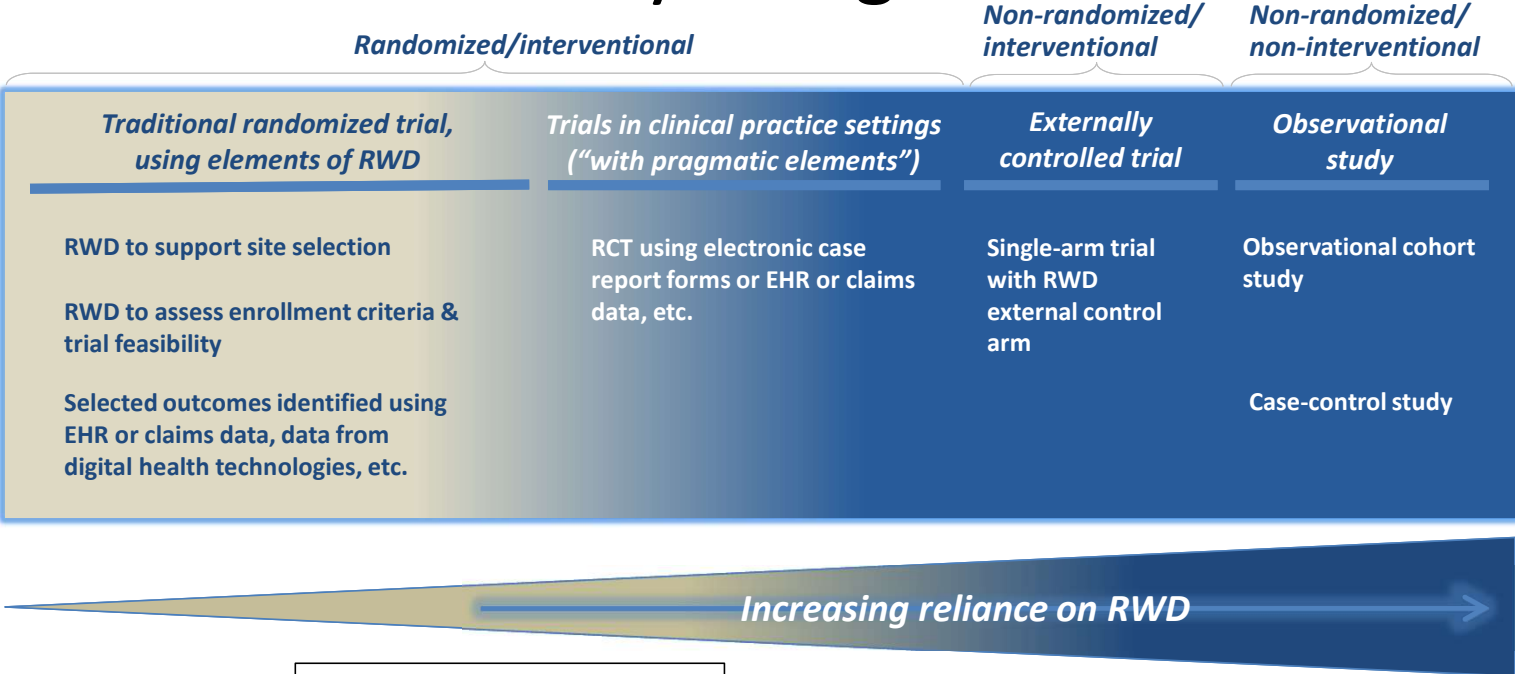 Randomized/interventional
Non-randomized/
interventional
Non-randomized/
non-interventional
Traditional randomized trial,
using elements of RWD
RWD to support site selection
RWD to assess enrollment criteria &
trial feasibility
Selected outcomes identified using
EHR or claims data, data from
digital health technologies, etc.
Trials in clinical practice settings
(“with pragmatic elements”)
RCT using electronic case
report forms or EHR or claims
data, etc.
Externally
controlled trial
Single-arm trial
with RWD
external control
arm
Observational
study
Observational cohort
study
Case-control study
Increasing reliance on RWD